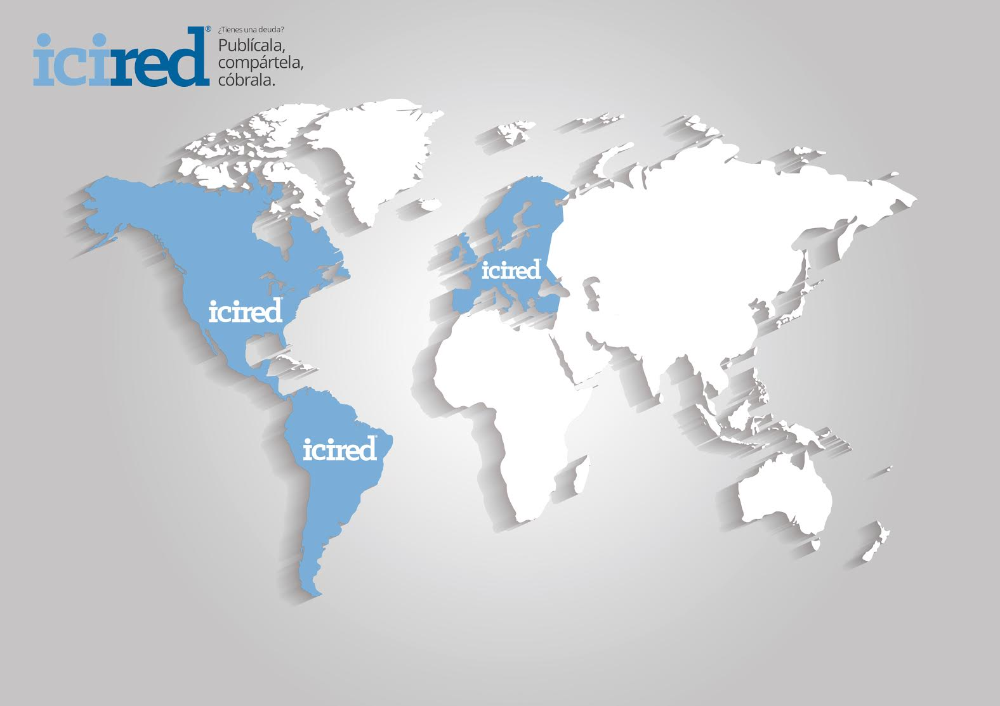 icired®
¿Tienes una deuda?
Publícala,
compártela,
cóbrala.
icired®
icired®
icired®